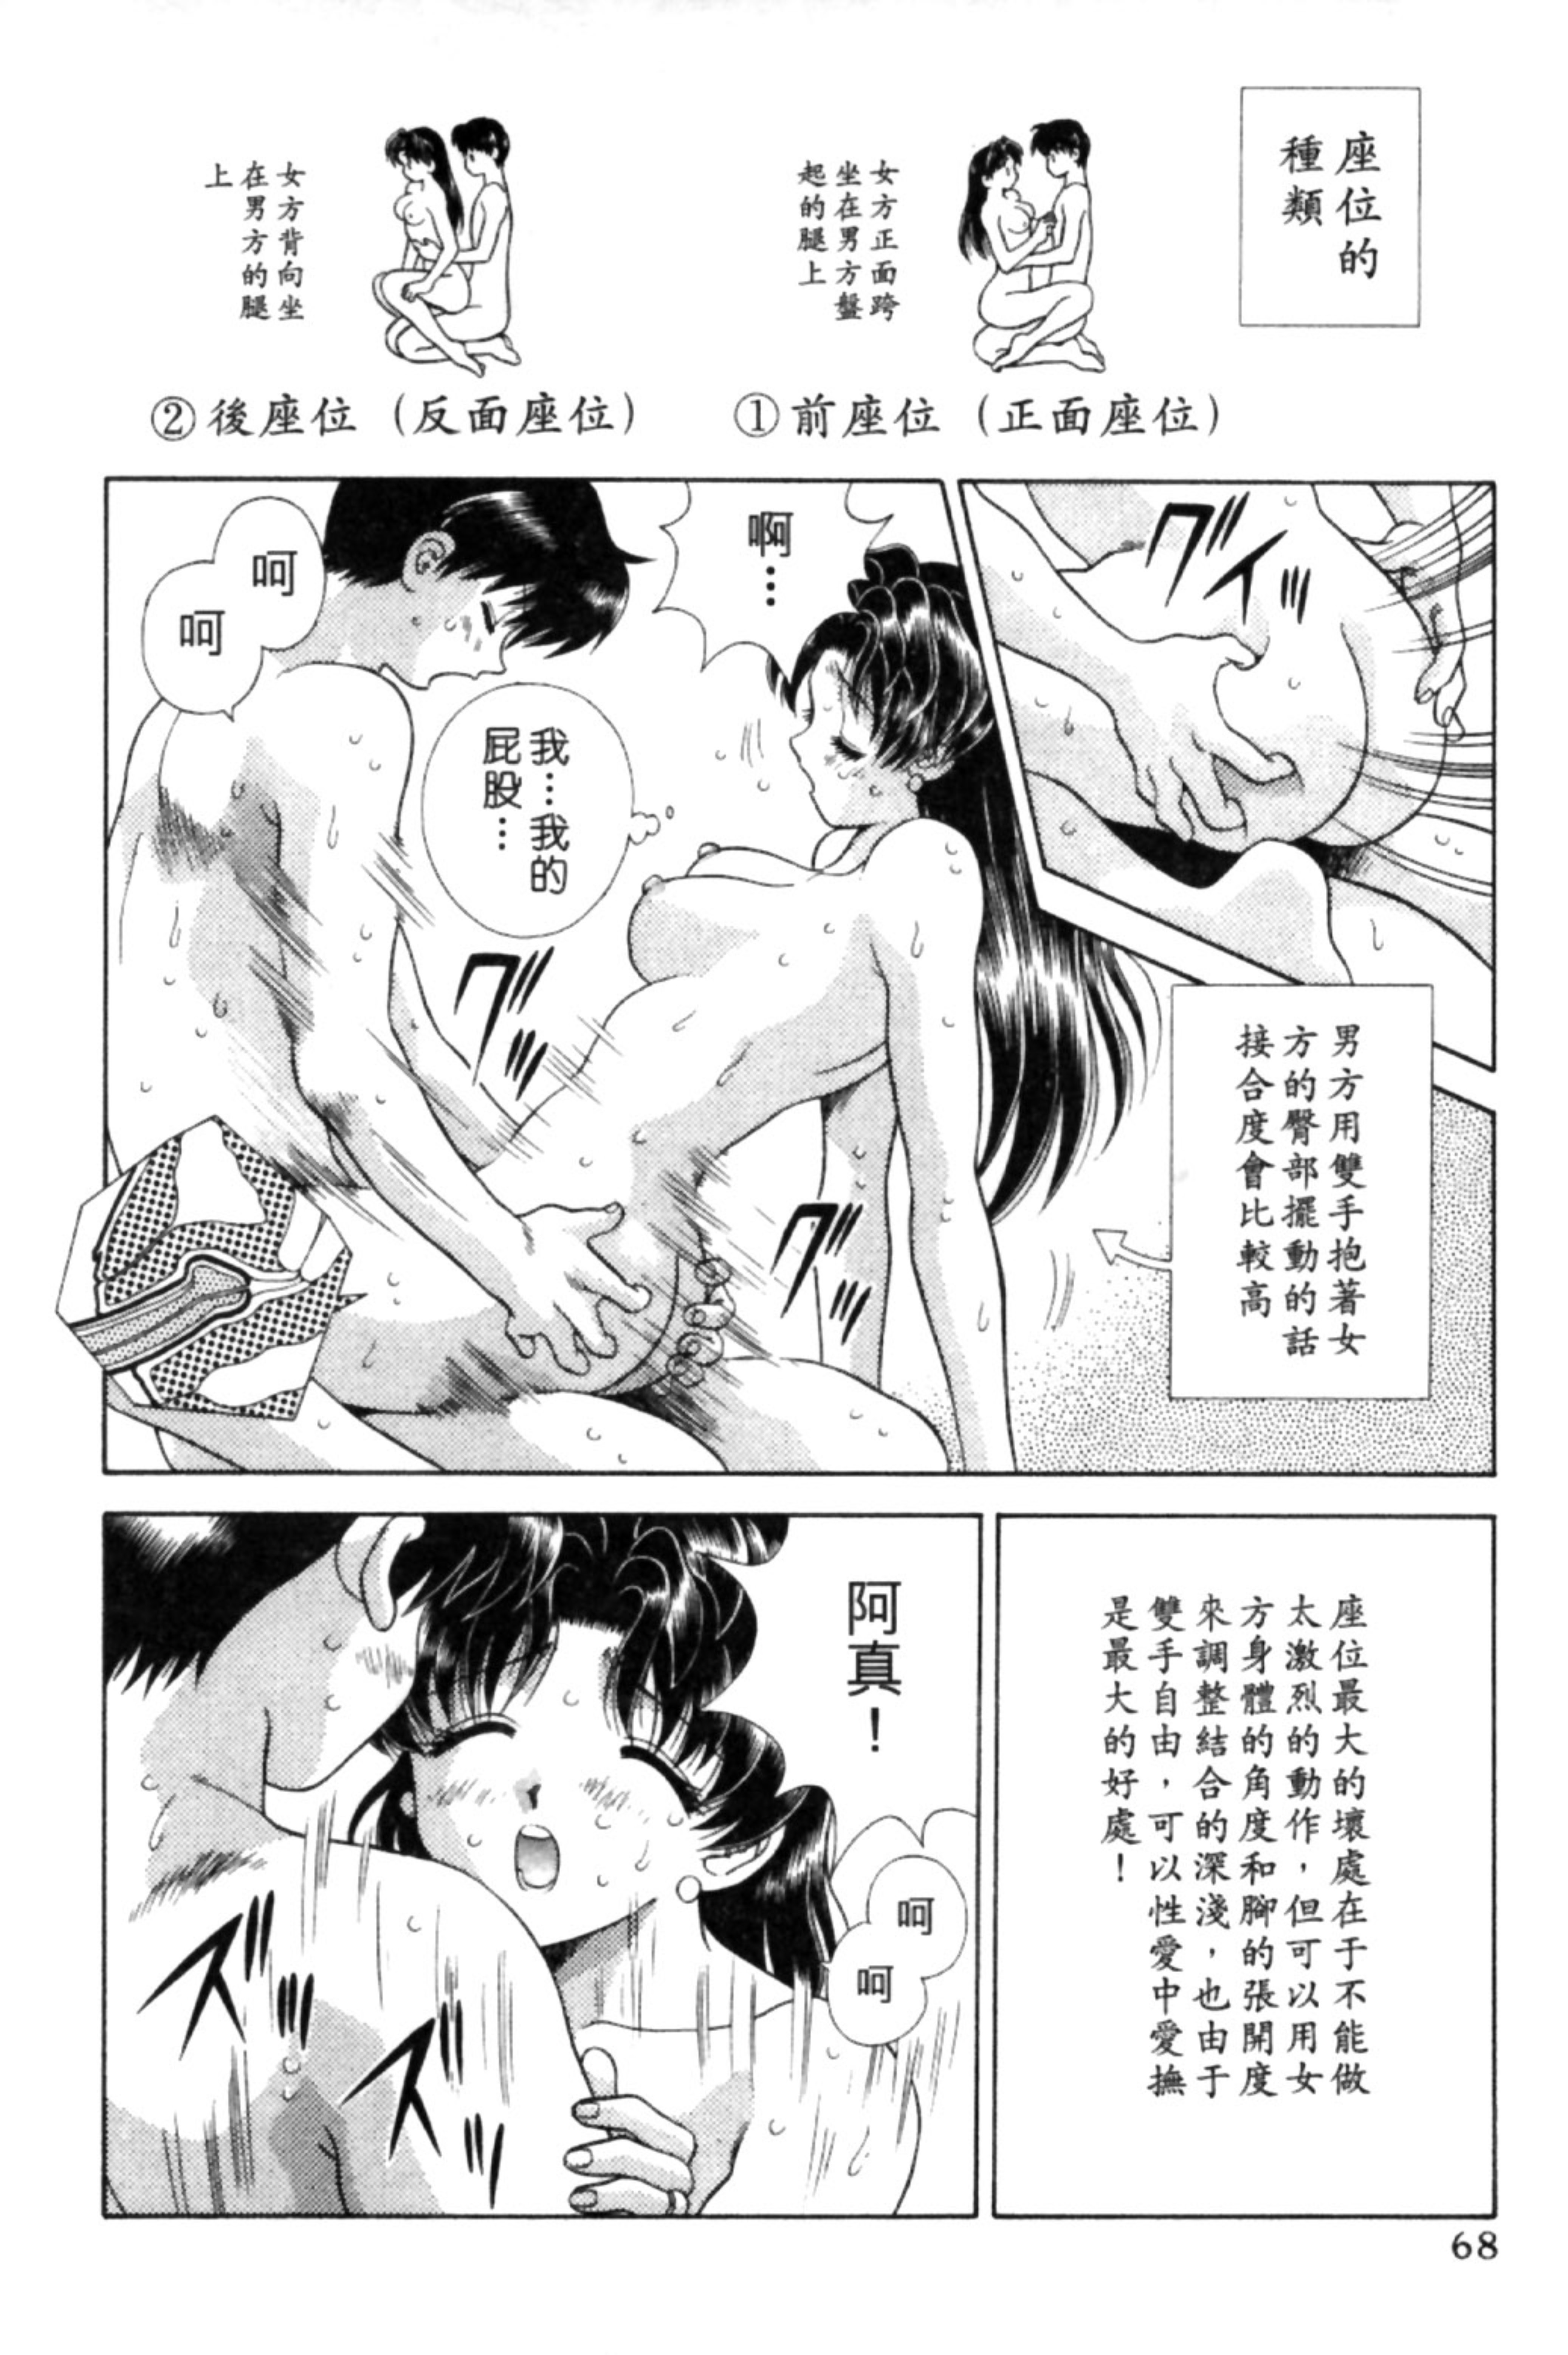 座位的
種類
女方正面跨
坐在男方盤
起的腿上
①前座位（正面座位）
女方背向坐
在男方的腿
上
②後座位（反面座位）
グイ
男方用雙手抱著女
方的臀部擺動的話
接合度會比較高
啊…
我…我的
屁股…
呵
呵
グ
グ
座位最大的壞處在于不能做
太激烈的動作，但可以用女
方身體的角度和腳的張開度
來調整結合的深淺，也由于
雙手自由，可以性愛中愛撫
是最大的好處！
阿真！
呵
呵
ズ
ズ
68